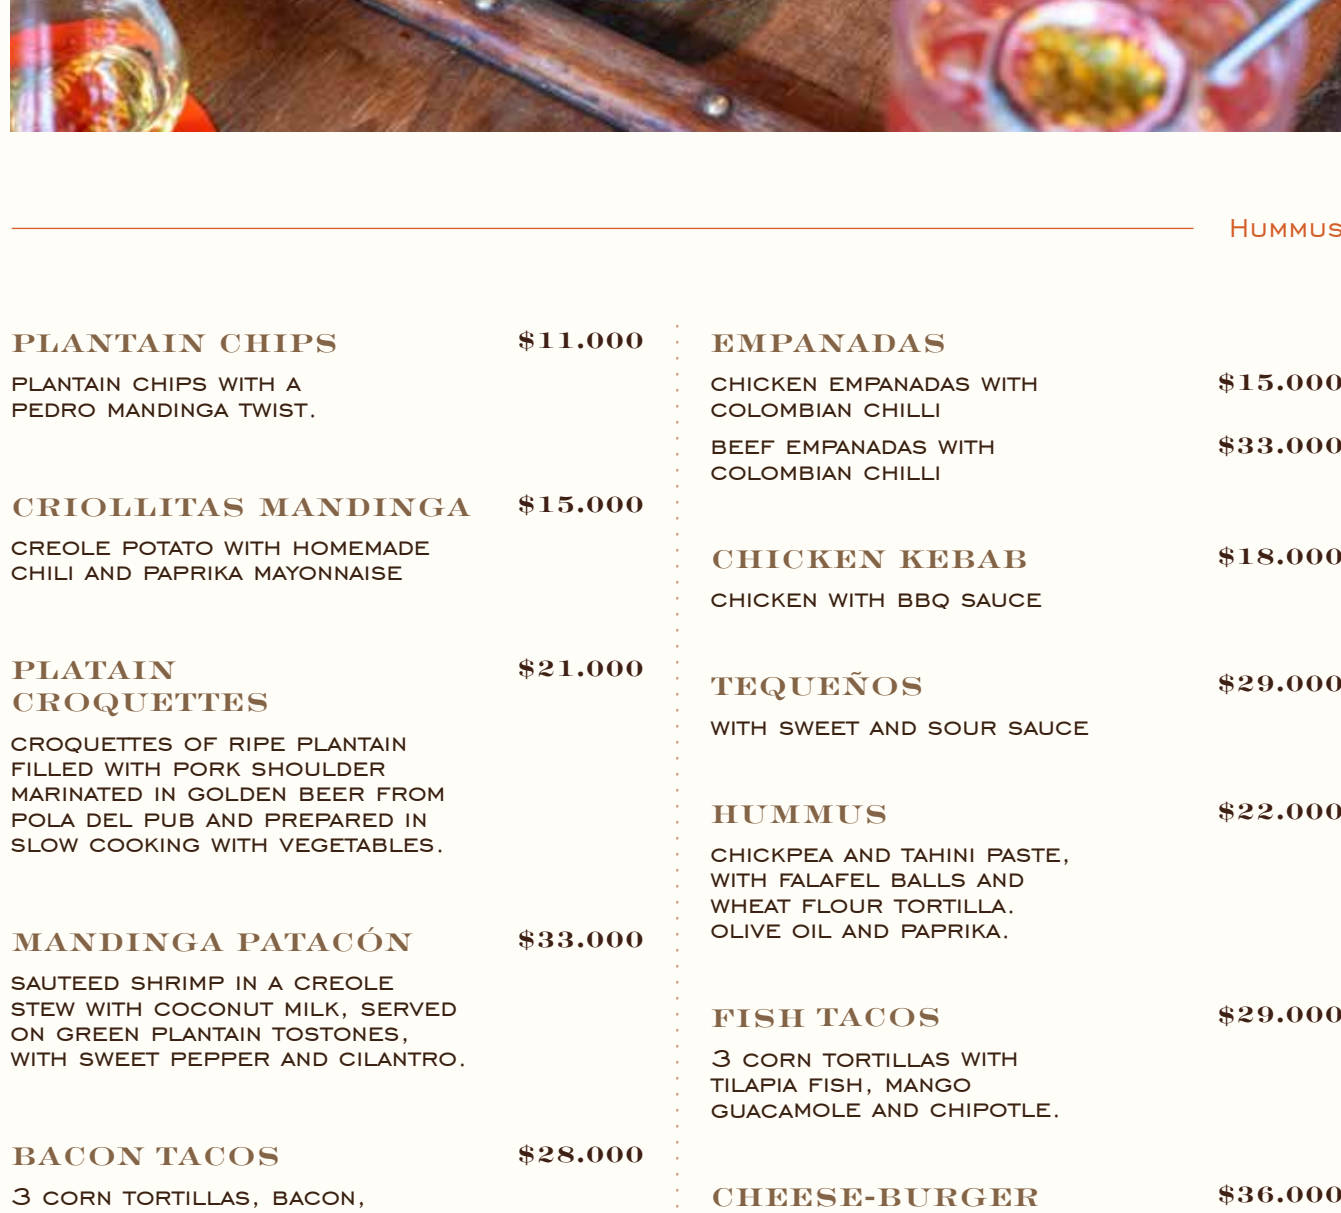 Hummus
PLANTAIN CHIPS $11.000
PLANTAIN CHIPS WITH A
PEDRO MANDINGA TWIST.
CRIOLLITAS MANDINGA $15.000
CREOLE POTATO WITH HOMEMADE
CHILI AND PAPRIKA MAYONNAISE
PLATAIN $21.000
CROQUETTES
CROQUETTES OF RIPE PLANTAIN
FILLED WITH PORK SHOULDER
MARINATED IN GOLDEN BEER FROM
POLA DEL PUB AND PREPARED IN
SLOW COOKING WITH VEGETABLES.
MANDINGA PATACÓN $33.000
SAUTEED SHRIMP IN A CREOLE
STEW WITH COCONUT MILK, SERVED
ON GREEN PLANTAIN TOSTONES,
WITH SWEET PEPPER AND CILANTRO.
BACON TACOS $28.000
3 CORN TORTILLAS, BACON,
EMPANADAS
CHICKEN EMPANADAS WITH $15.000
COLOMBIAN CHILLI
BEEF EMPANADAS WITH $33.000
COLOMBIAN CHILLI
CHICKEN KEBAB $18.000
CHICKEN WITH BBQ SAUCE
TEQUEÑOS $29.000
WITH SWEET AND SOUR SAUCE
HUMMUS $22.000
CHICKPEA AND TAHINI PASTE,
WITH FALAFEL BALLS AND
WHEAT FLOUR TORTILLA.
OLIVE OIL AND PAPRIKA.
FISH TACOS $29.000
3 CORN TORTILLAS WITH
TILAPIA FISH, MANGO
GUACAMOLE AND CHIPOTLE.
CHEESE-BURGER $36.000